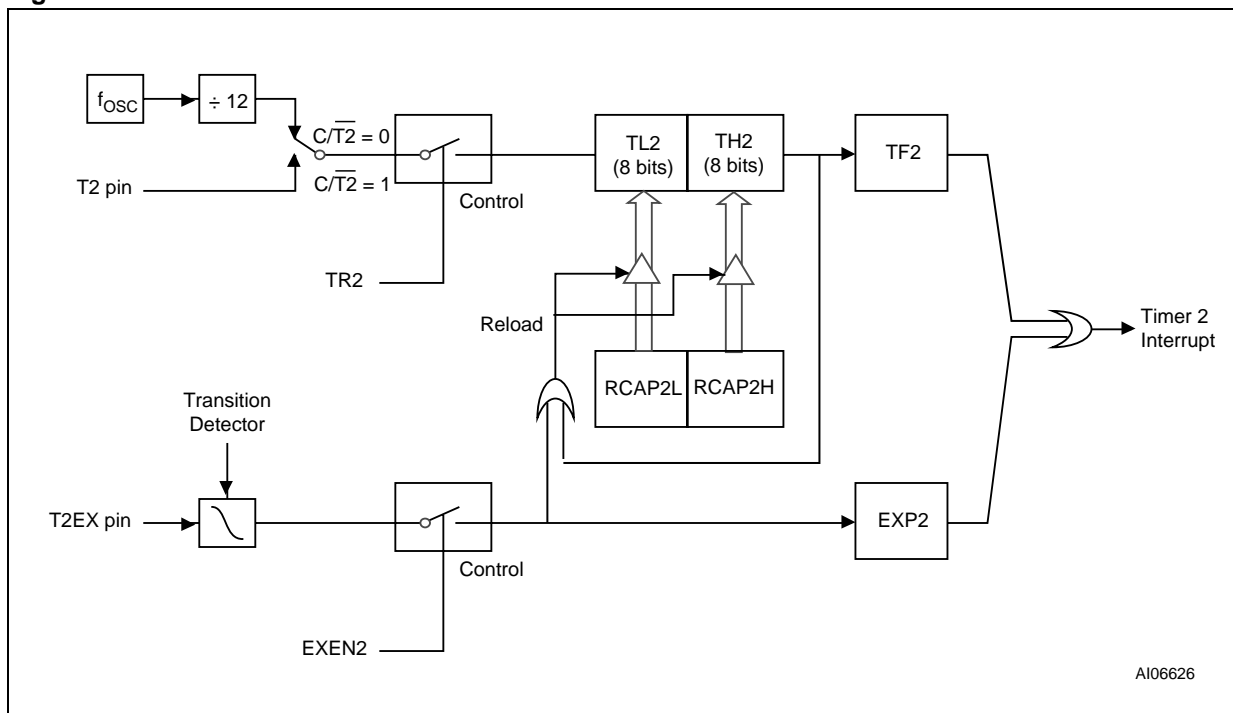 fOSC
÷ 12
C/T2̅ = 0
C/T2̅ = 1
T2 pin
Control
TR2
TL2
(8 bits)
TH2
(8 bits)
TF2
Reload
RCAP2L
RCAP2H
Timer 2
Interrupt
Transition
Detector
T2EX pin
Control
EXEN2
EXP2
AI06626